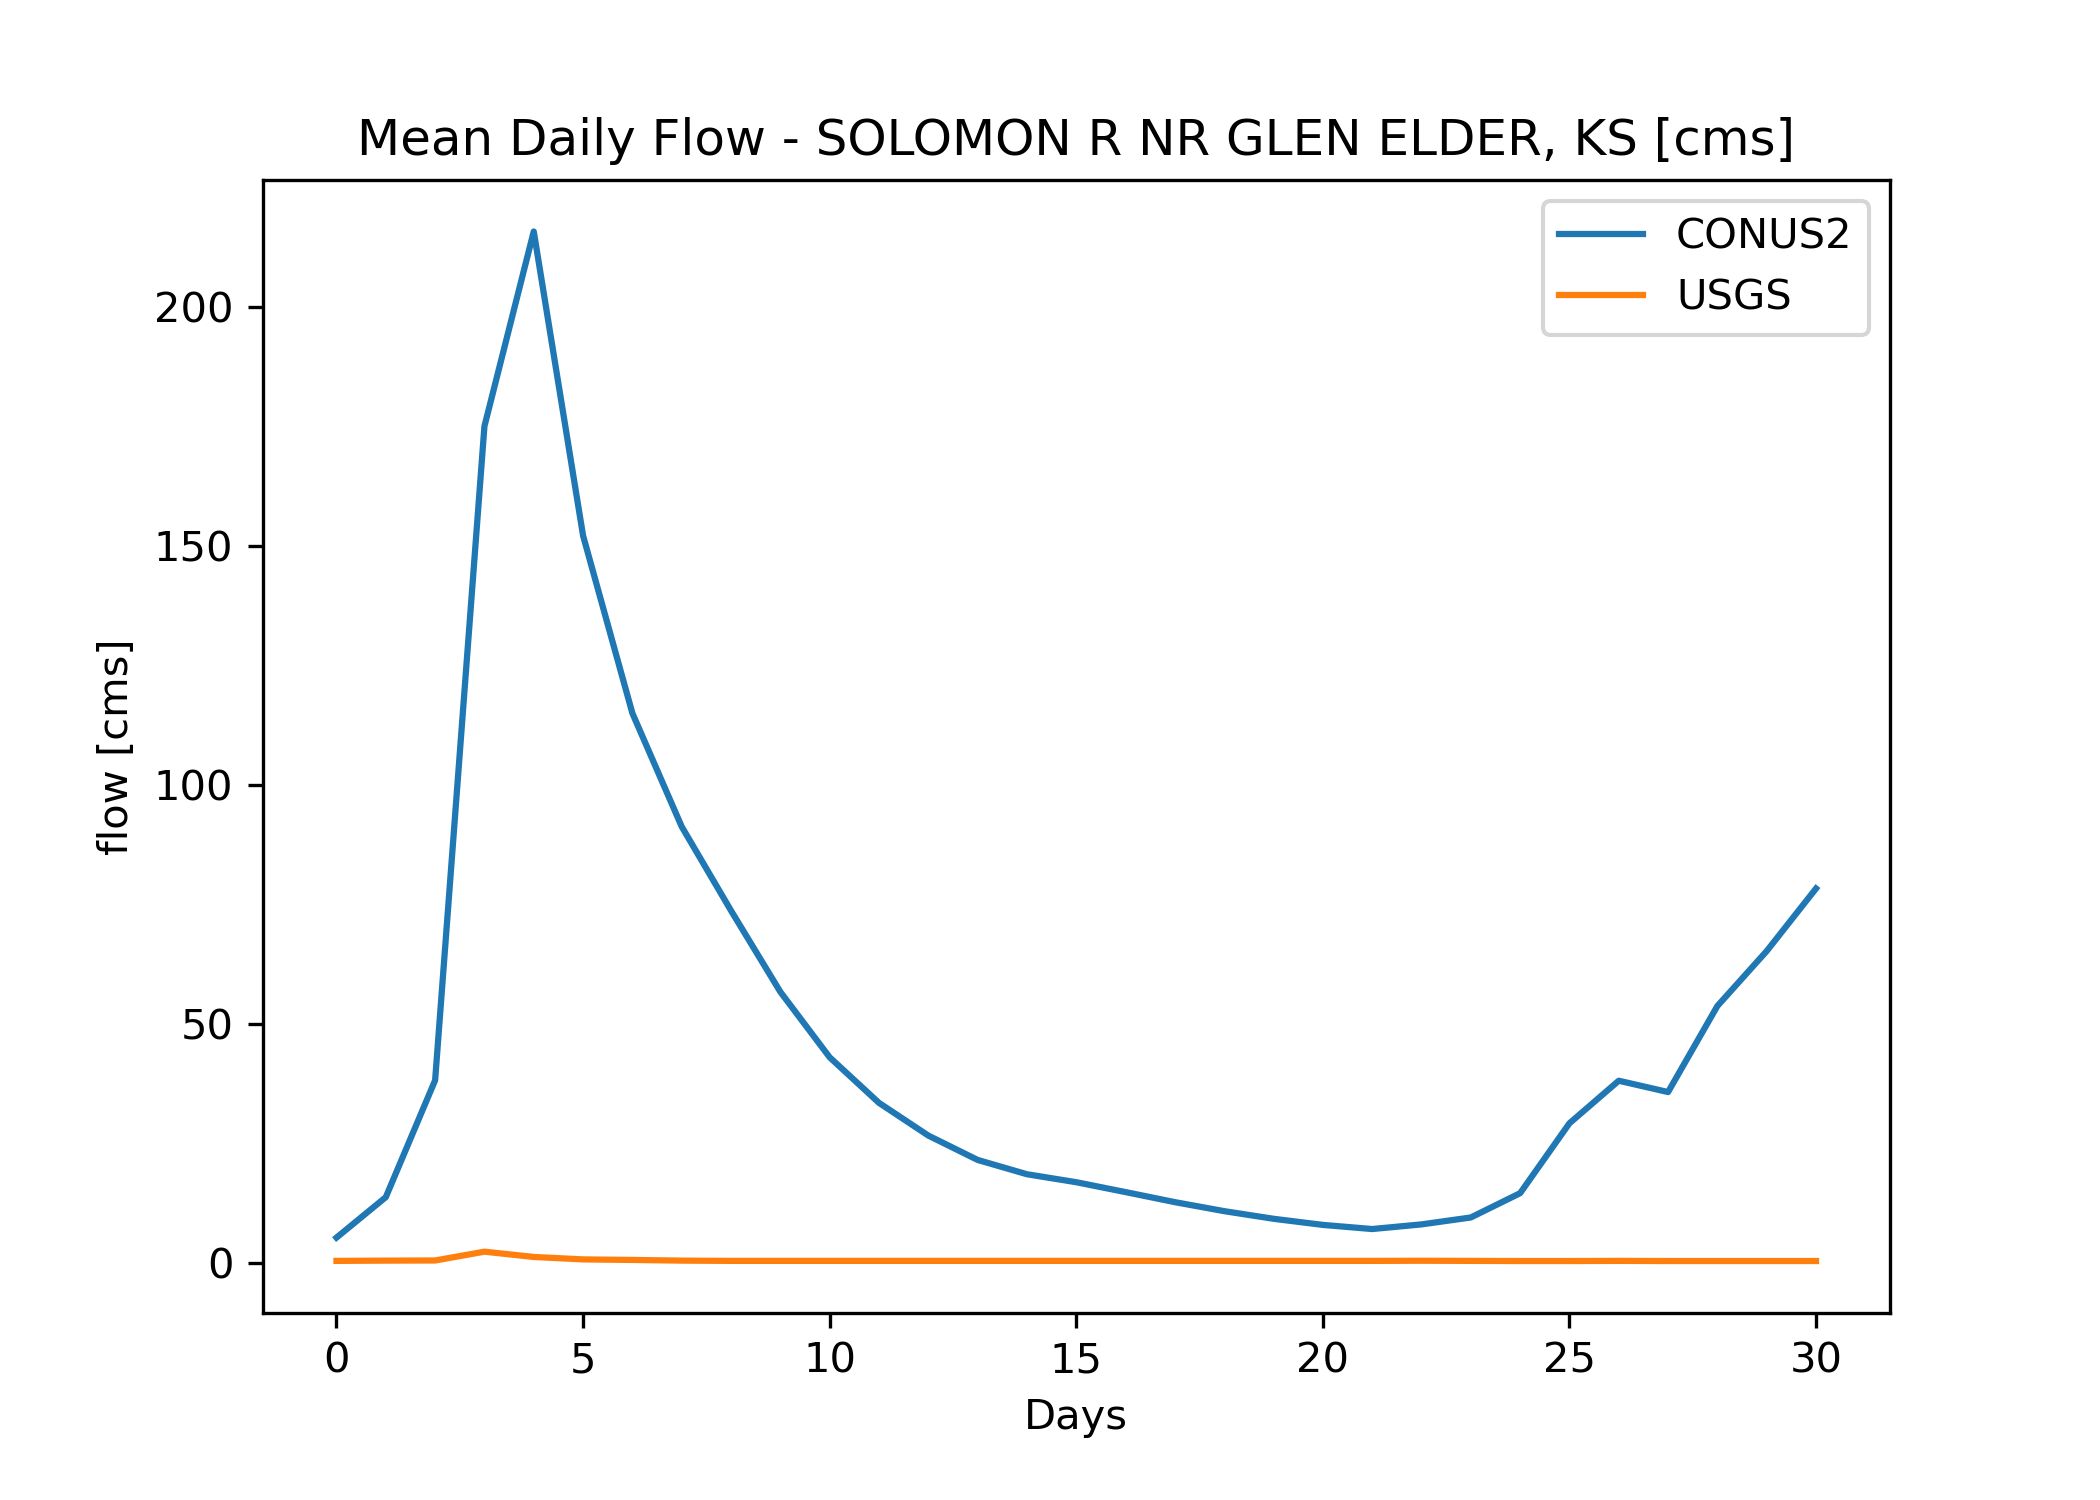 Mean Daily Flow - SOLOMON R NR GLEN ELDER, KS [cms]
CONUS2
USGS
flow [cms]
200
150
100
50
0
0 5 10 15 20 25 30
Days